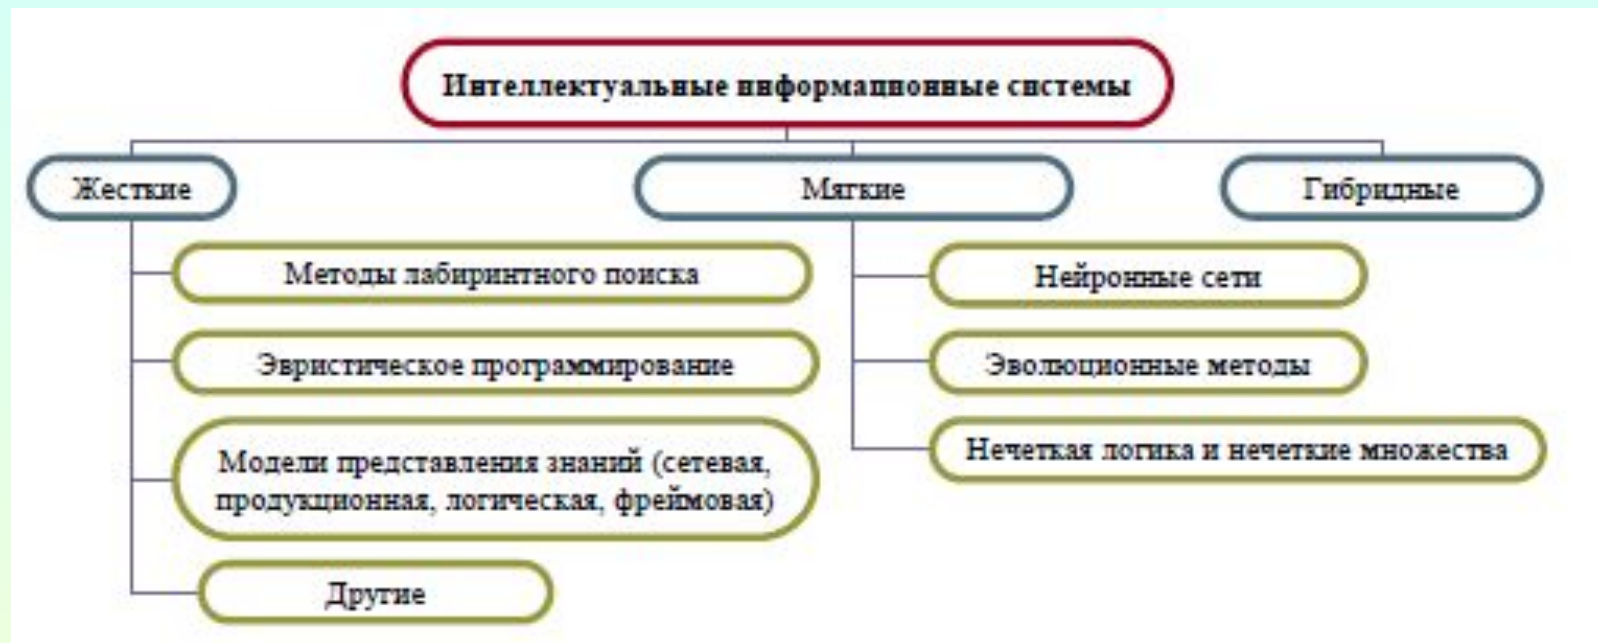 Интеллектуальные информационные системы
Жесткие
Мягкие
Гибридные
Методы лабиринтного поиска
Эвристическое программирование
Модели представления знаний (сетевая,
продукционная, логическая, фреймовая)
Другие
Нейронные сети
Эволюционные методы
Нечеткая логика и нечеткие множества